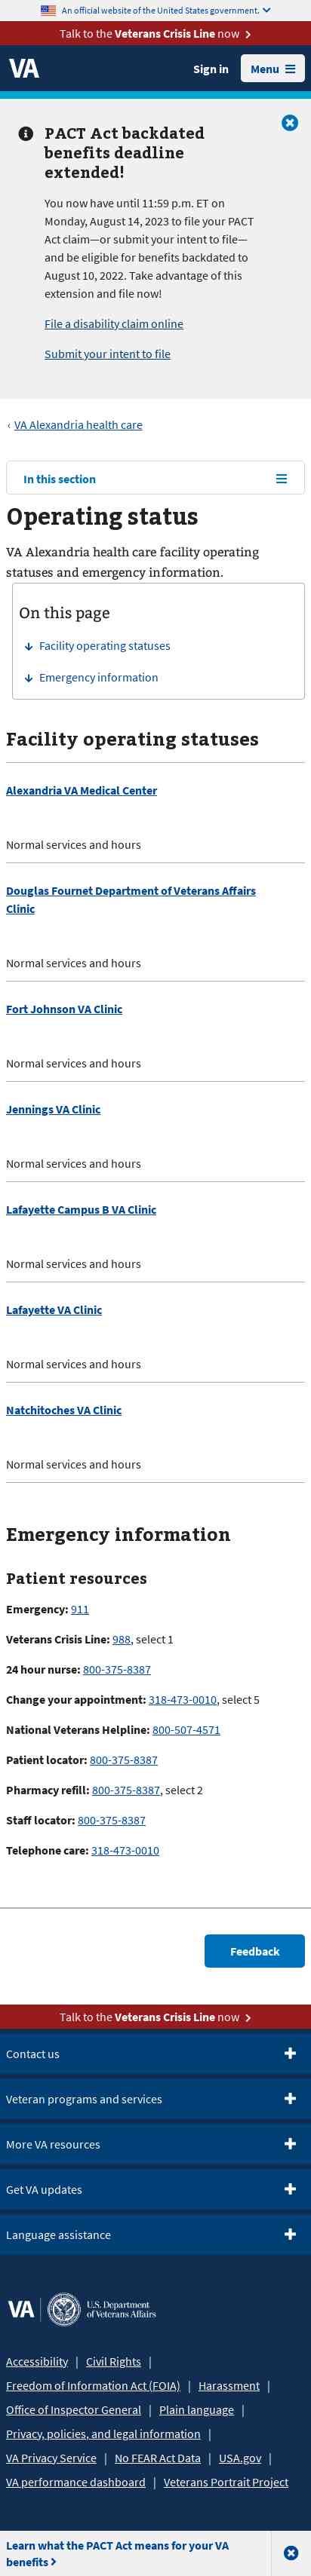 An official website of the United States government.
Talk to the Veterans Crisis Line now
VA
Sign in
Menu
PACT Act backdated
benefits deadline
extended!
You now have until 11:59 p.m. ET on
Monday, August 14, 2023 to file your PACT
Act claim—or submit your intent to file—
and be eligible for benefits backdated to
August 10, 2022. Take advantage of this
extension and file now!
File a disability claim online
Submit your intent to file
‹ VA Alexandria health care
In this section
Operating status
VA Alexandria health care facility operating
statuses and emergency information.
On this page
Facility operating statuses
Emergency information
Facility operating statuses
Alexandria VA Medical Center
Normal services and hours
Douglas Fournet Department of Veterans Affairs
Clinic
Normal services and hours
Fort Johnson VA Clinic
Normal services and hours
Jennings VA Clinic
Normal services and hours
Lafayette Campus B VA Clinic
Normal services and hours
Lafayette VA Clinic
Normal services and hours
Natchitoches VA Clinic
Normal services and hours
Emergency information
Patient resources
Emergency: 911
Veterans Crisis Line: 988, select 1
24 hour nurse: 800-375-8387
Change your appointment: 318-473-0010, select 5
National Veterans Helpline: 800-507-4571
Patient locator: 800-375-8387
Pharmacy refill: 800-375-8387, select 2
Staff locator: 800-375-8387
Telephone care: 318-473-0010
Feedback
Talk to the Veterans Crisis Line now
Contact us
Veteran programs and services
More VA resources
Get VA updates
Language assistance
VA U.S. Department
of Veterans Affairs
Accessibility | Civil Rights |
Freedom of Information Act (FOIA) | Harassment |
Office of Inspector General | Plain language |
Privacy, policies, and legal information |
VA Privacy Service | No FEAR Act Data | USA.gov |
VA performance dashboard | Veterans Portrait Project
Learn what the PACT Act means for your VA
benefits